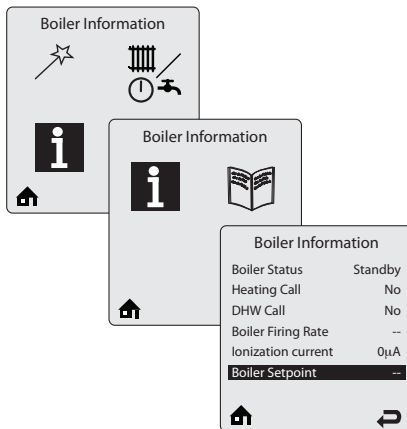 Boiler Information
Boiler Information
Boiler Information
Boiler Status Standby
Heating Call No
DHW Call No
Boiler Firing Rate --
Ionization current 0µA
Boiler Setpoint --